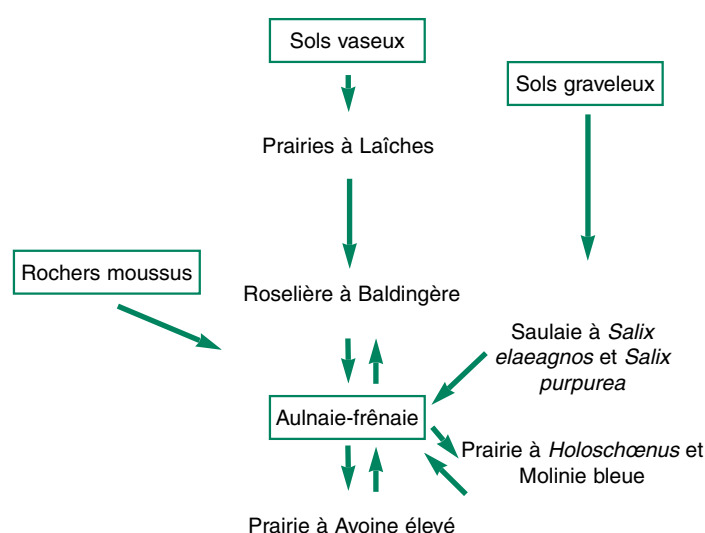 Sols vaseux
Sols graveleux
Prairies à Laîches
Rochers moussus
Roselière à Baldingère
Saulaie à Salix
elaeagnos et Salix
purpurea
Aulnaie-frênaie
Prairie à Holoschœnus et
Molinie bleue
Prairie à Avoine élevé